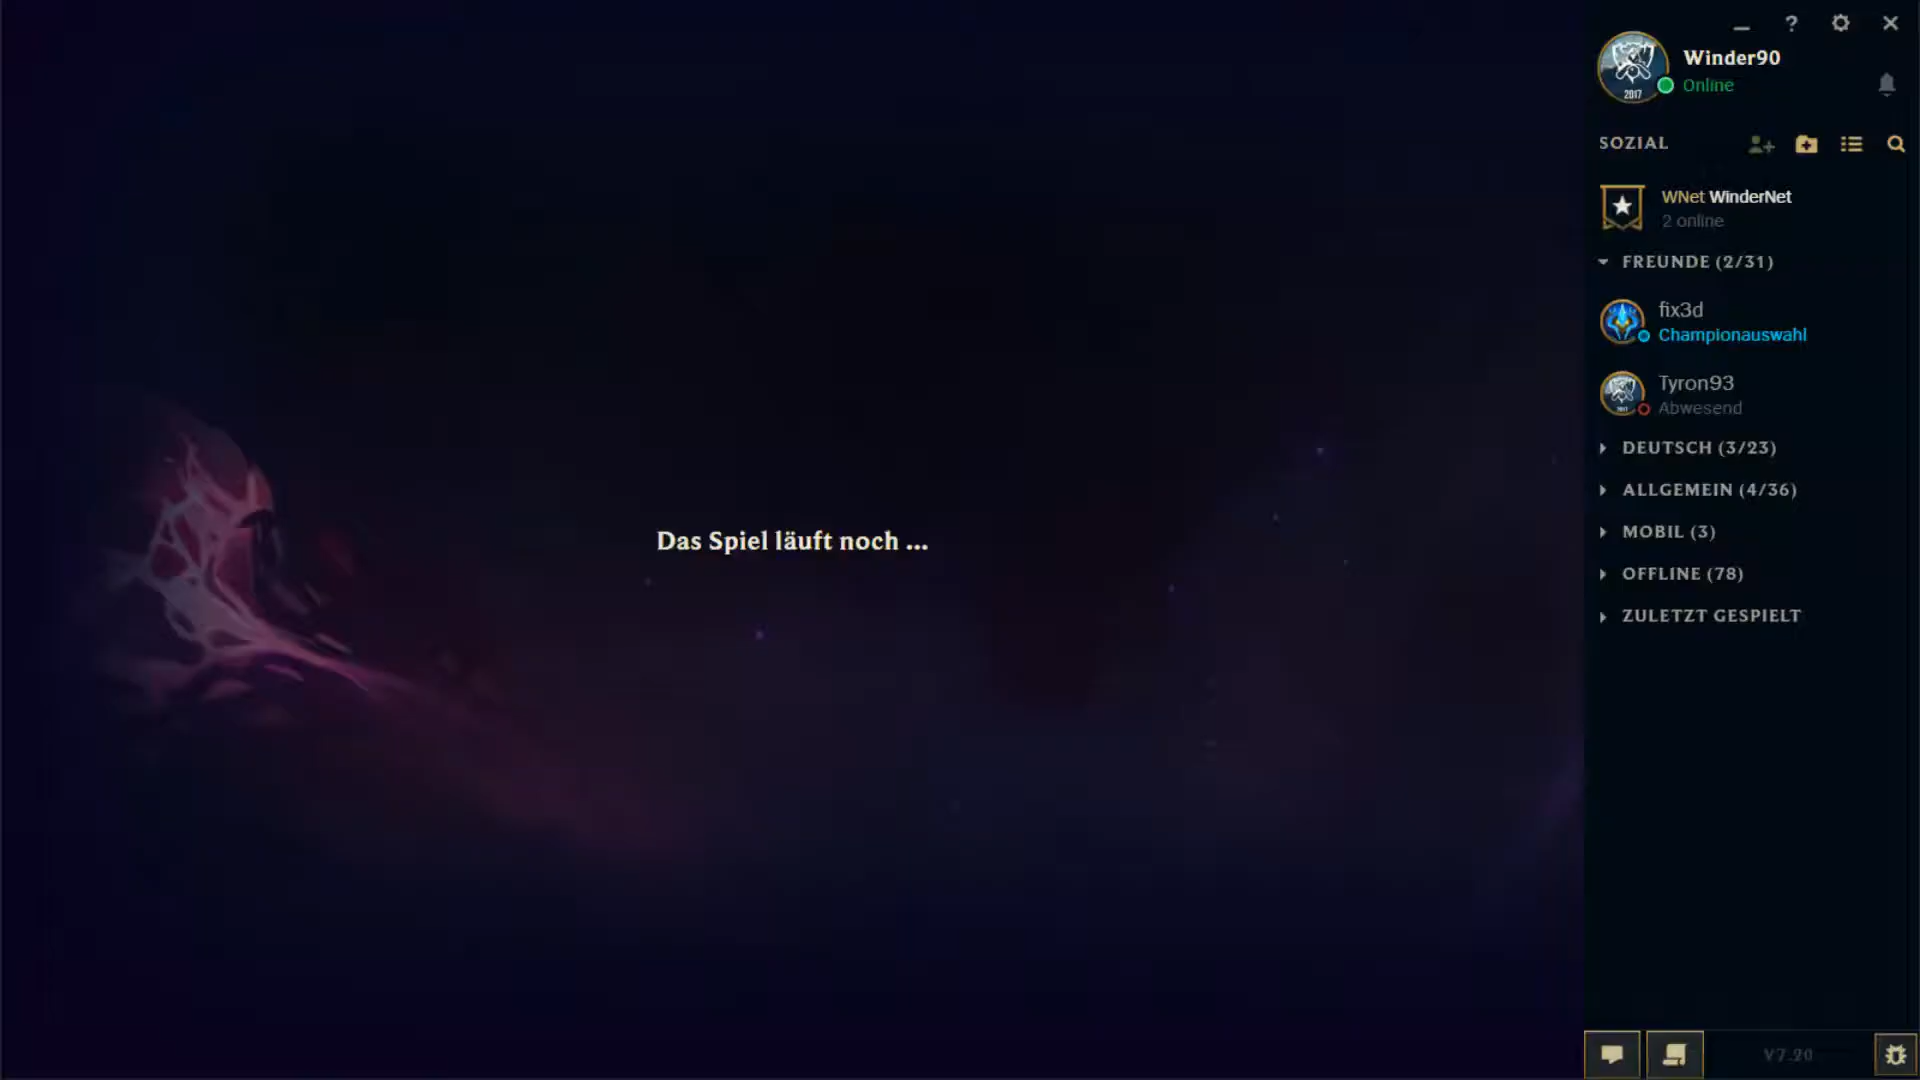 ?
Winder90
2017
Online
SOZIAL
WNet WinderNet
2 online
FREUNDE (2/31)
fix3d
Championauswahl
Tyron93
Abwesend
DEUTSCH (3/23)
ALLGEMEIN (4/36)
MOBIL (3)
OFFLINE (78)
ZULETZT GESPIELT
Das Spiel läuft noch ...
V7.20